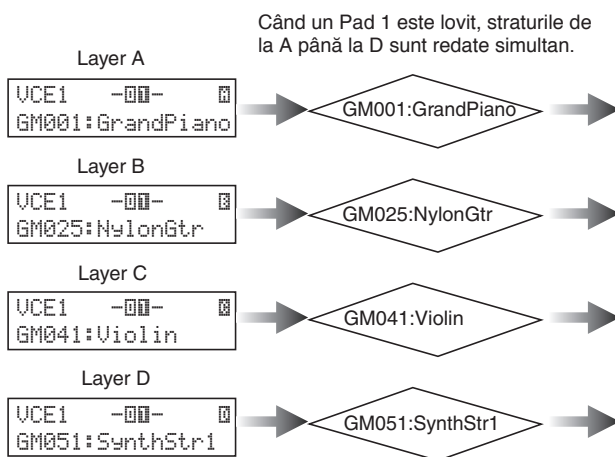 Când un Pad 1 este lovit, straturile de
la A până la D sunt redate simultan.
Layer A
VCE1 -01- A
GM001:GrandPiano
GM001:GrandPiano
Layer B
VCE1 -01- B
GM025:NylonGtr
GM025:NylonGtr
Layer C
VCE1 -01- C
GM041:Violin
GM041:Violin
Layer D
VCE1 -01- D
GM051:SynthStr1
GM051:SynthStr1